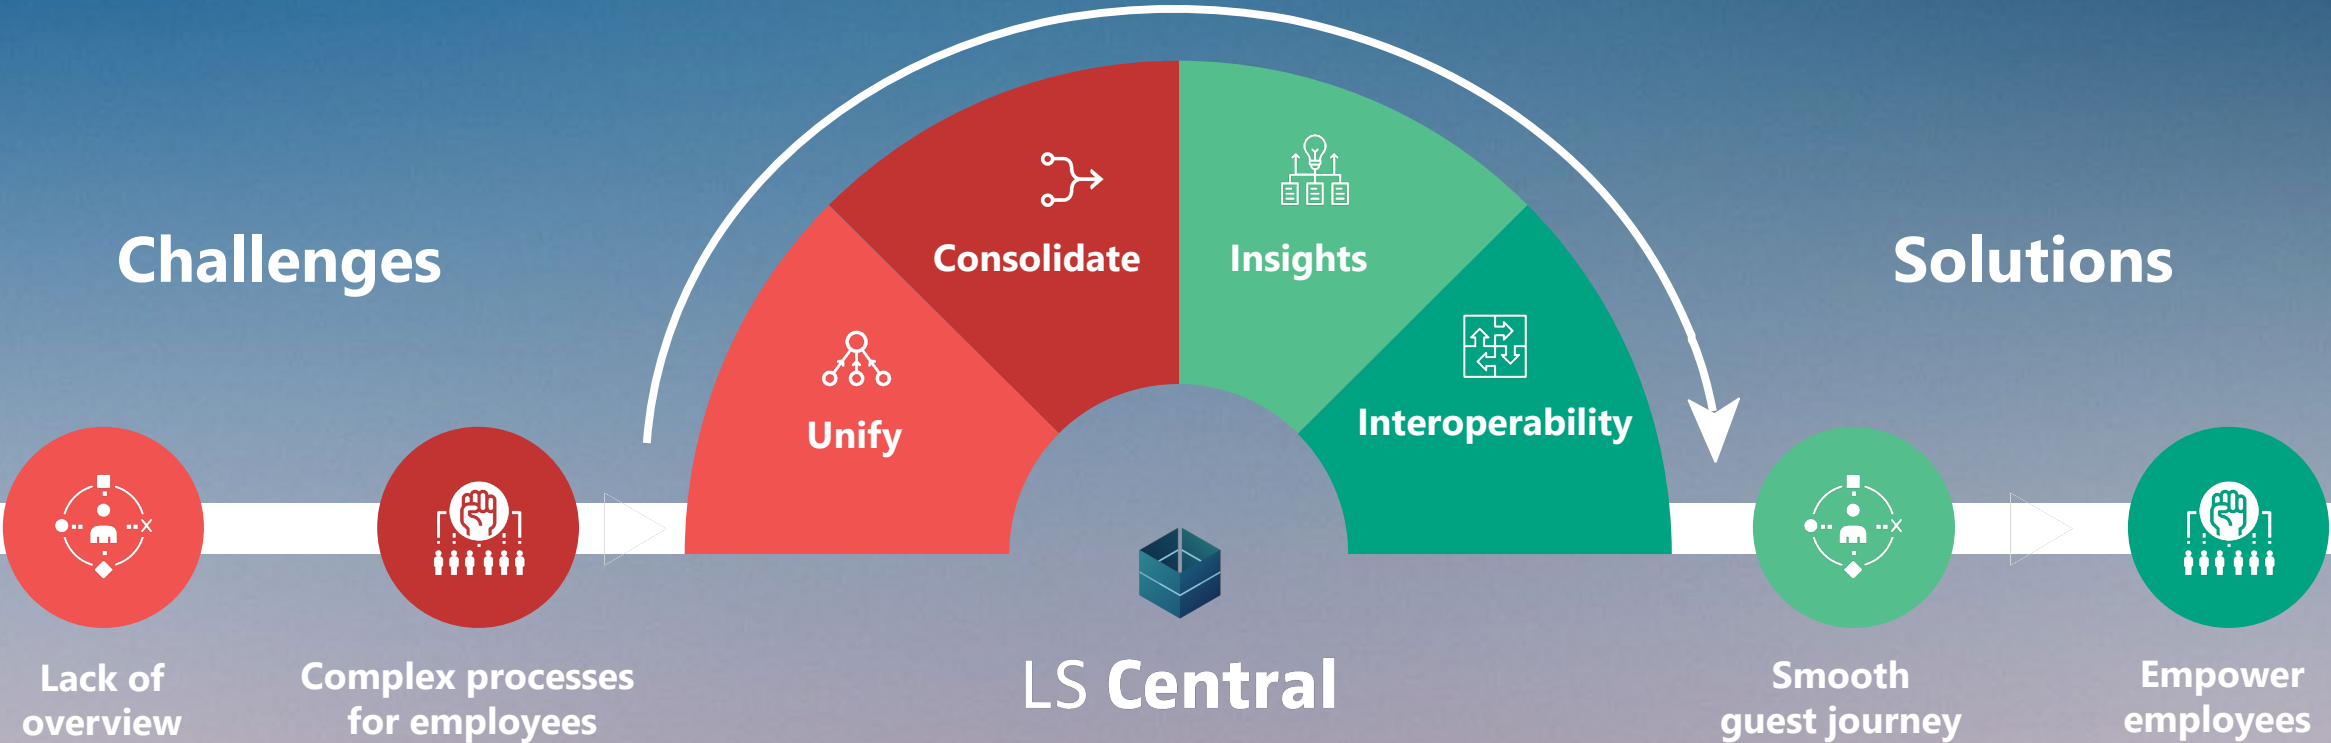 Challenges
Lack of
overview
Complex processes
for employees
Unify
Consolidate
Insights
Interoperability
LS Central
Solutions
Smooth
guest journey
Empower
employees